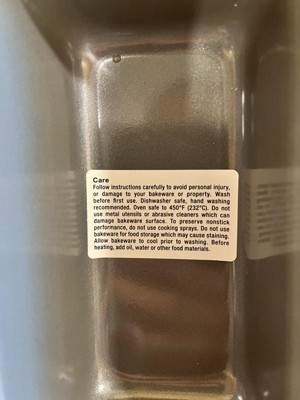 Care
Follow instructions carefully to avoid personal injury,
or damage to your bakeware or property. Wash
before first use. Dishwasher safe, hand washing
recommended. Oven safe to 450°F (232°C). Do not
use metal utensils or abrasive cleaners which can
damage bakeware surface. To preserve nonstick
performance, do not use cooking sprays. Do not use
bakeware for food storage which may cause staining.
Allow bakeware to cool prior to washing. Before
heating, add oil, water or other food materials.